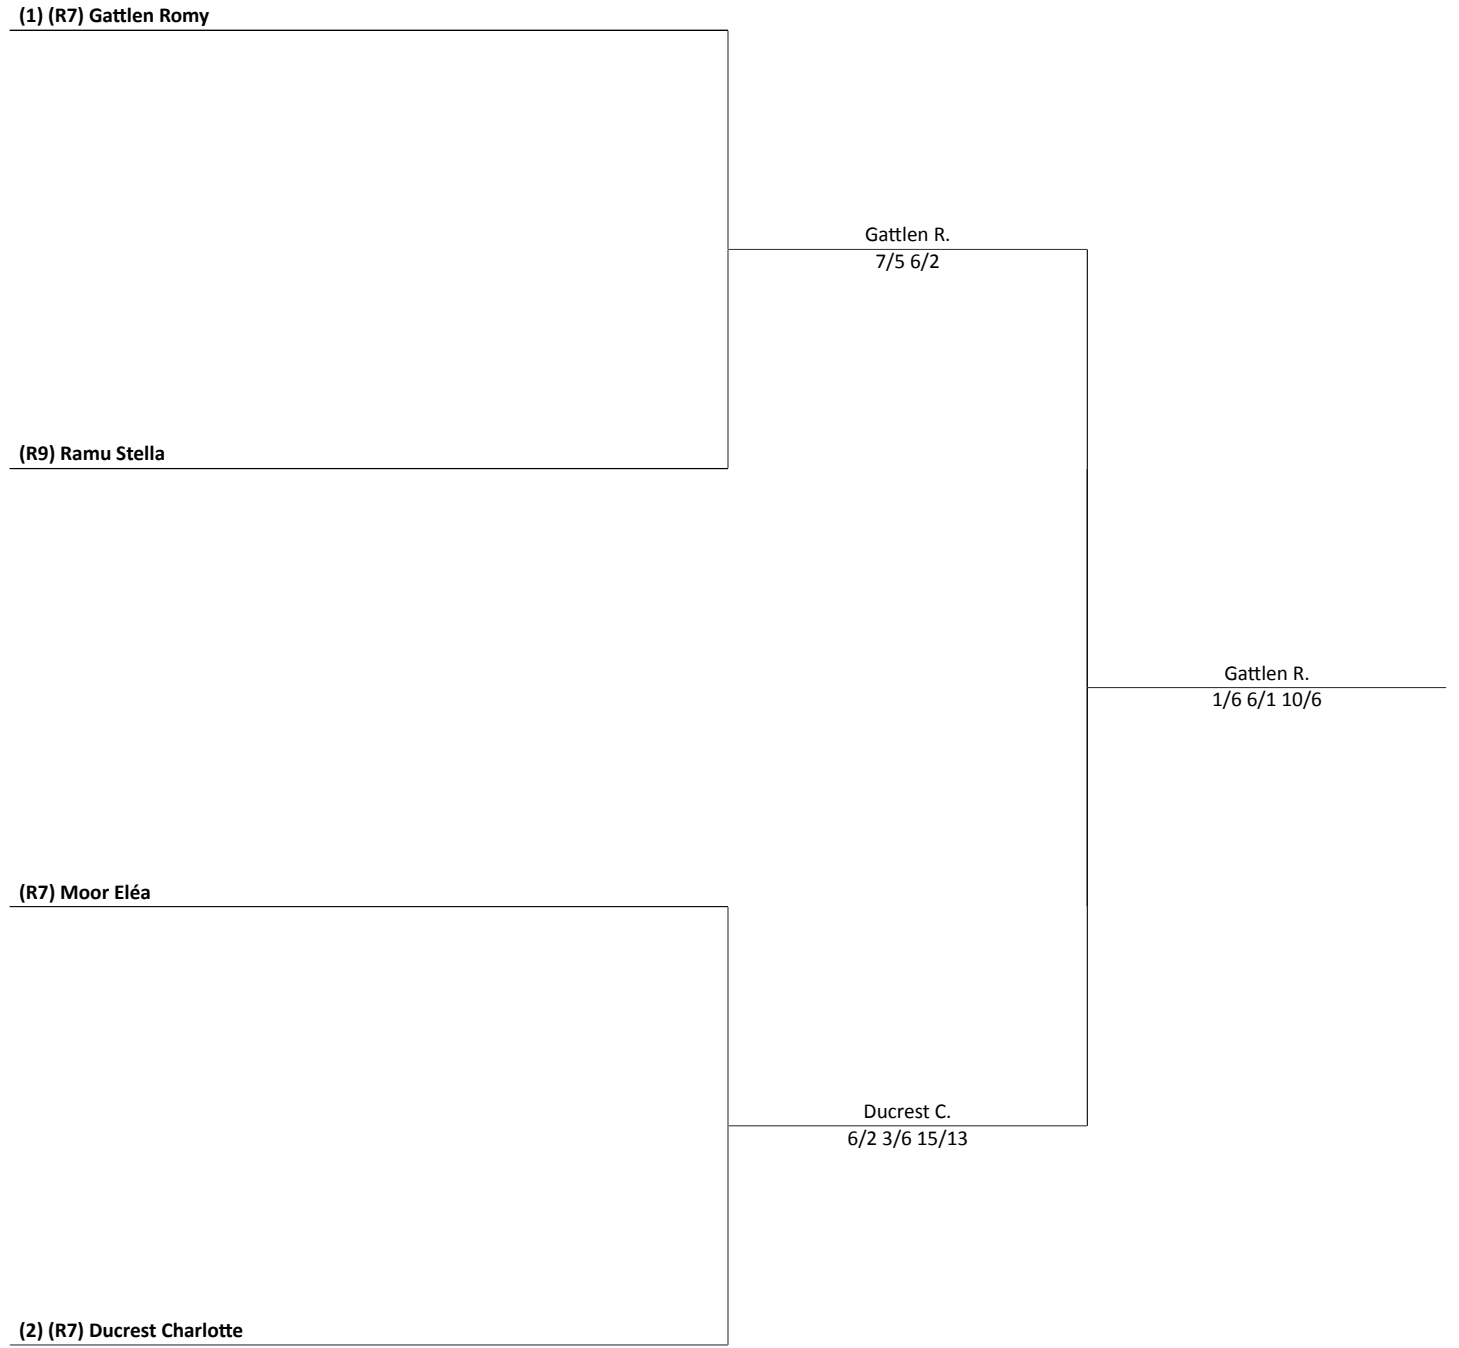 (1) (R7) Gattlen Romy
Gattlen R.
7/5 6/2
(R9) Ramu Stella
Gattlen R.
1/6 6/1 10/6
(R7) Moor Eléa
Ducrest C.
6/2 3/6 15/13
(2) (R7) Ducrest Charlotte